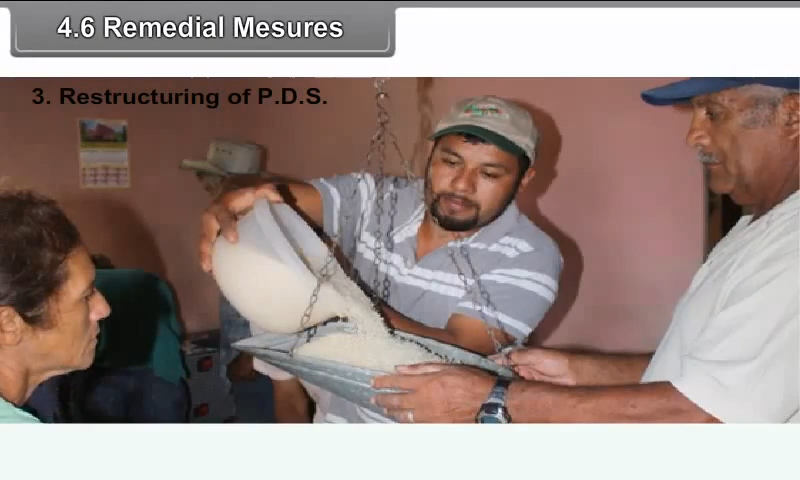 4.6 Remedial Mesures
3. Restructuring of P.D.S.